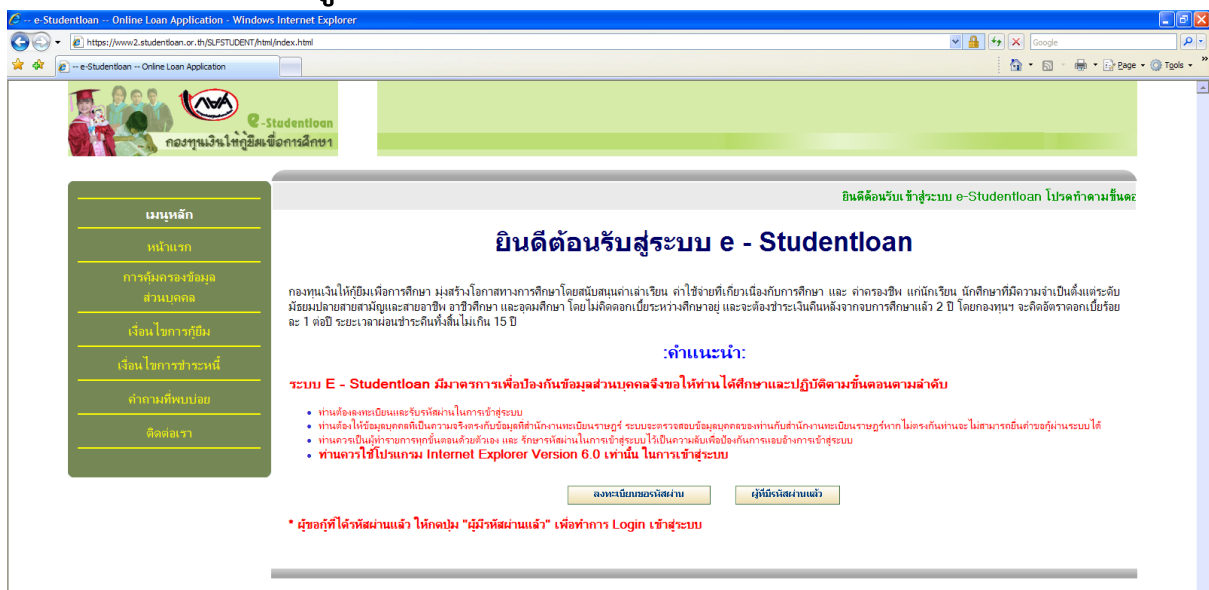 -- e-Studentloan -- Online Loan Application - Windows Internet Explorer
https://www2.studentloan.or.th/SLFSTUDENT/html/index.html
Google
-- e-Studentloan -- Online Loan Application
Page
Tools
กยศ
e-Studentloan
กองทุนเงินให้กู้ยืมเพื่อการศึกษา
ยินดีต้อนรับเข้าสู่ระบบ e-Studentloan โปรดทำตามขั้นตอ
เมนูหลัก
หน้าแรก
การคุ้มครองข้อมูล
ส่วนบุคคล
เงื่อนไขการกู้ยืม
เงื่อนไขการชำระหนี้
คำถามที่พบบ่อย
ติดต่อเรา
ยินดีต้อนรับสู่ระบบ e - Studentloan
กองทุนเงินให้กู้ยืมเพื่อการศึกษา มุ่งสร้างโอกาสทางการศึกษาโดยสนับสนุนค่าเล่าเรียน ค่าใช้จ่ายที่เกี่ยวเนื่องกับการศึกษา และ ค่าครองชีพ แก่นักเรียน นักศึกษาที่มีความจำเป็นตั้งแต่ระดับ
มัธยมปลายสายสามัญและสายอาชีพ อาชีวศึกษา และอุดมศึกษา โดยไม่คิดดอกเบี้ยระหว่างศึกษาอยู่ และจะต้องชำระเงินคืนหลังจากจบการศึกษาแล้ว 2 ปี โดยกองทุนฯ จะคิดอัตราดอกเบี้ยร้อย
ละ 1 ต่อปี ระยะเวลาผ่อนชำระคืนทั้งสิ้นไม่เกิน 15 ปี
:คำแนะนำ:
ระบบ E - Studentloan มีมาตรการเพื่อป้องกันข้อมูลส่วนบุคคลจึงขอให้ท่านได้ศึกษาและปฏิบัติตามขั้นตอนตามลำดับ
• ท่านต้องลงทะเบียนและรับรหัสผ่านในการเข้าสู่ระบบ
• ท่านต้องให้ข้อมูลบุคคลที่เป็นความจริงตรงกับข้อมูลที่สำนักงานทะเบียนราษฎร์ ระบบจะตรวจสอบข้อมูลบุคคลของท่านกับสำนักงานทะเบียนราษฎร์หากไม่ตรงกันท่านจะไม่สามารถยื่นคำขอกู้ผ่านระบบได้
• ท่านควรเป็นผู้ทำรายการทุกขั้นตอนด้วยตัวเอง และ รักษารหัสผ่านในการเข้าสู่ระบบไว้เป็นความลับเพื่อป้องกันการแอบอ้างการเข้าสู่ระบบ
• ท่านควรใช้โปรแกรม Internet Explorer Version 6.0 เท่านั้น ในการเข้าสู่ระบบ
ลงทะเบียนขอรหัสผ่าน
ผู้ที่มีรหัสผ่านแล้ว
* ผู้ขอกู้ที่ได้รหัสผ่านแล้ว ให้กดปุ่ม "ผู้มีรหัสผ่านแล้ว" เพื่อทำการ Login เข้าสู่ระบบ